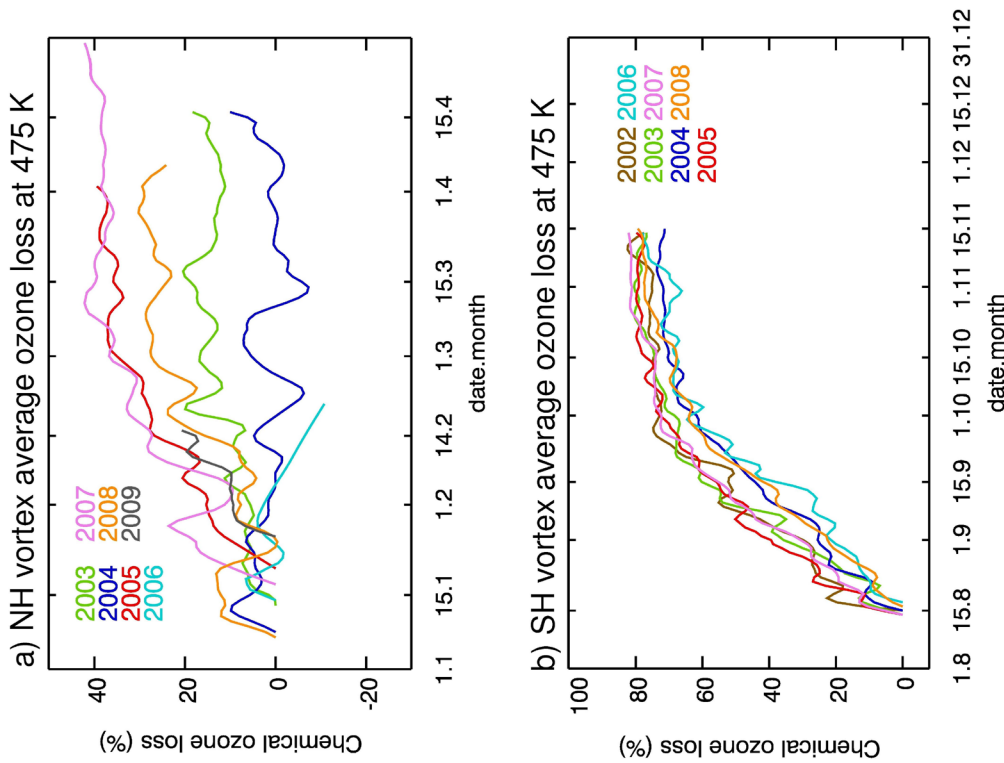 a) NH vortex average ozone loss at 475 K
Chemical ozone loss (%)
40
20
0
-20
2003 2007
2004 2008
2005 2009
2006
1.1 15.1 1.2 14.2 1.3 15.3 1.4 15.4
date.month
b) SH vortex average ozone loss at 475 K
Chemical ozone loss (%)
100
80
60
40
20
0
2002 2006
2003 2007
2004 2008
2005
1.8 15.8 1.9 15.9 1.10 15.10 1.11 15.11 1.12 15.12 31.12
date.month